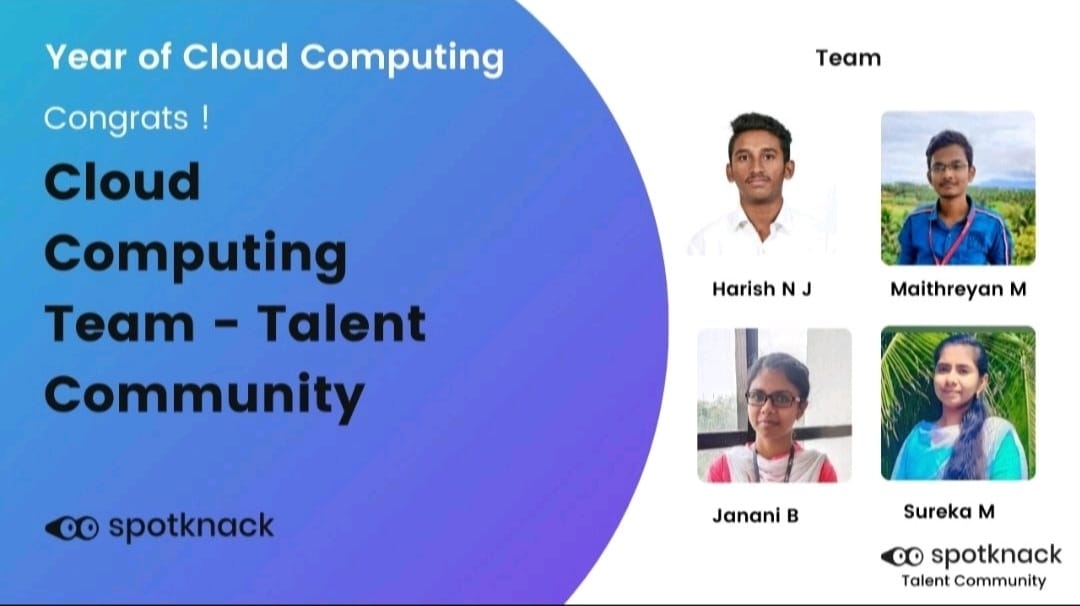 Year of Cloud Computing
Congrats !
Cloud
Computing
Team - Talent
Community
spotknack
Team
Harish N J
Maithreyan M
Janani B
Sureka M
spotknack
Talent Community